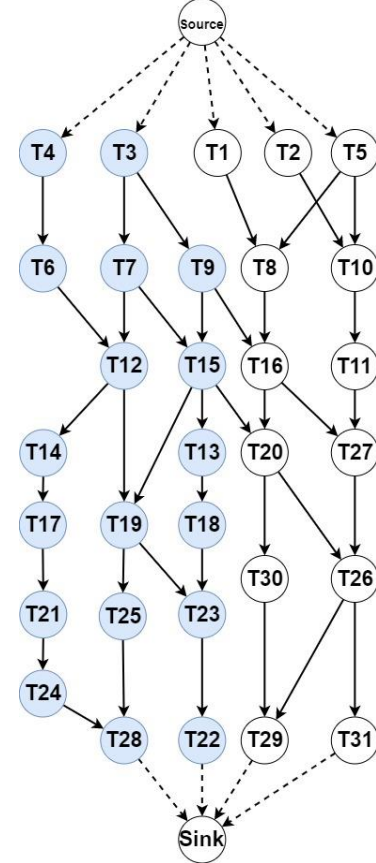 Source
T4 T3 T1 T2 T5
T6 T7 T9 T8 T10
T12 T15 T16 T11
T14 T13 T20 T27
T17 T19 T18
T30 T26
T21 T25 T23
T24
T28 T22 T29 T31
Sink